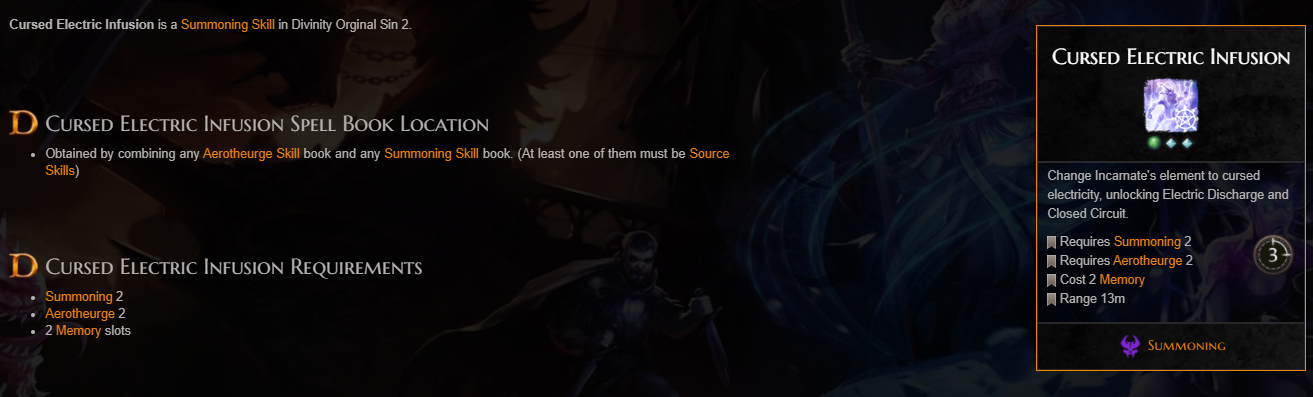 Cursed Electric Infusion is a Summoning Skill in Divinity Orginal Sin 2.
Cursed Electric Infusion Spell Book Location
Obtained by combining any Aerotheurge Skill book and any Summoning Skill book. (At least one of them must be Source
Skills)
Cursed Electric Infusion Requirements
Summoning 2
Aerotheurge 2
2 Memory slots
Cursed Electric Infusion
Change Incarnate's element to cursed
electricity, unlocking Electric Discharge and
Closed Circuit.
Requires Summoning 2
Requires Aerotheurge 2
Cost 2 Memory
Range 13m
3
Summoning